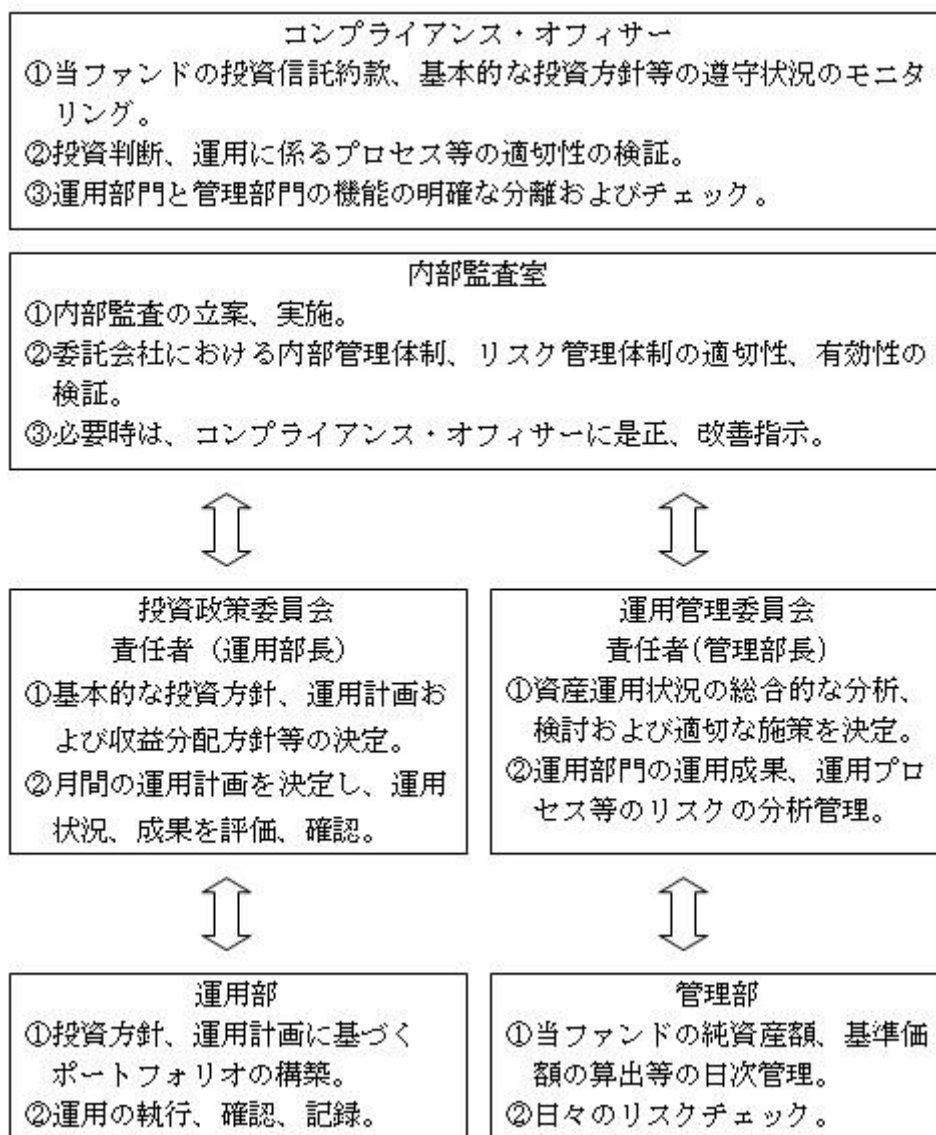 コンプライアンス・オフィサー
①当ファンドの投資信託約款、基本的な投資方針等の遵守状況のモニタ
リング。
②投資判断、運用に係るプロセス等の適切性の検証。
③運用部門と管理部門の機能の明確な分離およびチェック。
内部監査室
①内部監査の立案、実施。
②委託会社における内部管理体制、リスク管理体制の適切性、有効性の
検証。
③必要時は、コンプライアンス・オフィサーに是正、改善指示。
投資政策委員会
責任者（運用部長）
①基本的な投資方針、運用計画お
よび収益分配方針等の決定。
②月間の運用計画を決定し、運用
状況、成果を評価、確認。
運用管理委員会
責任者(管理部長)
①資産運用状況の総合的な分析、
検討および適切な施策を決定。
②運用部門の運用成果、運用プロ
セス等のリスクの分析管理。
運用部
①投資方針、運用計画に基づく
ポートフォリオの構築。
②運用の執行、確認、記録。
管理部
①当ファンドの純資産額、基準価
額の算出等の日次管理。
②日々のリスクチェック。